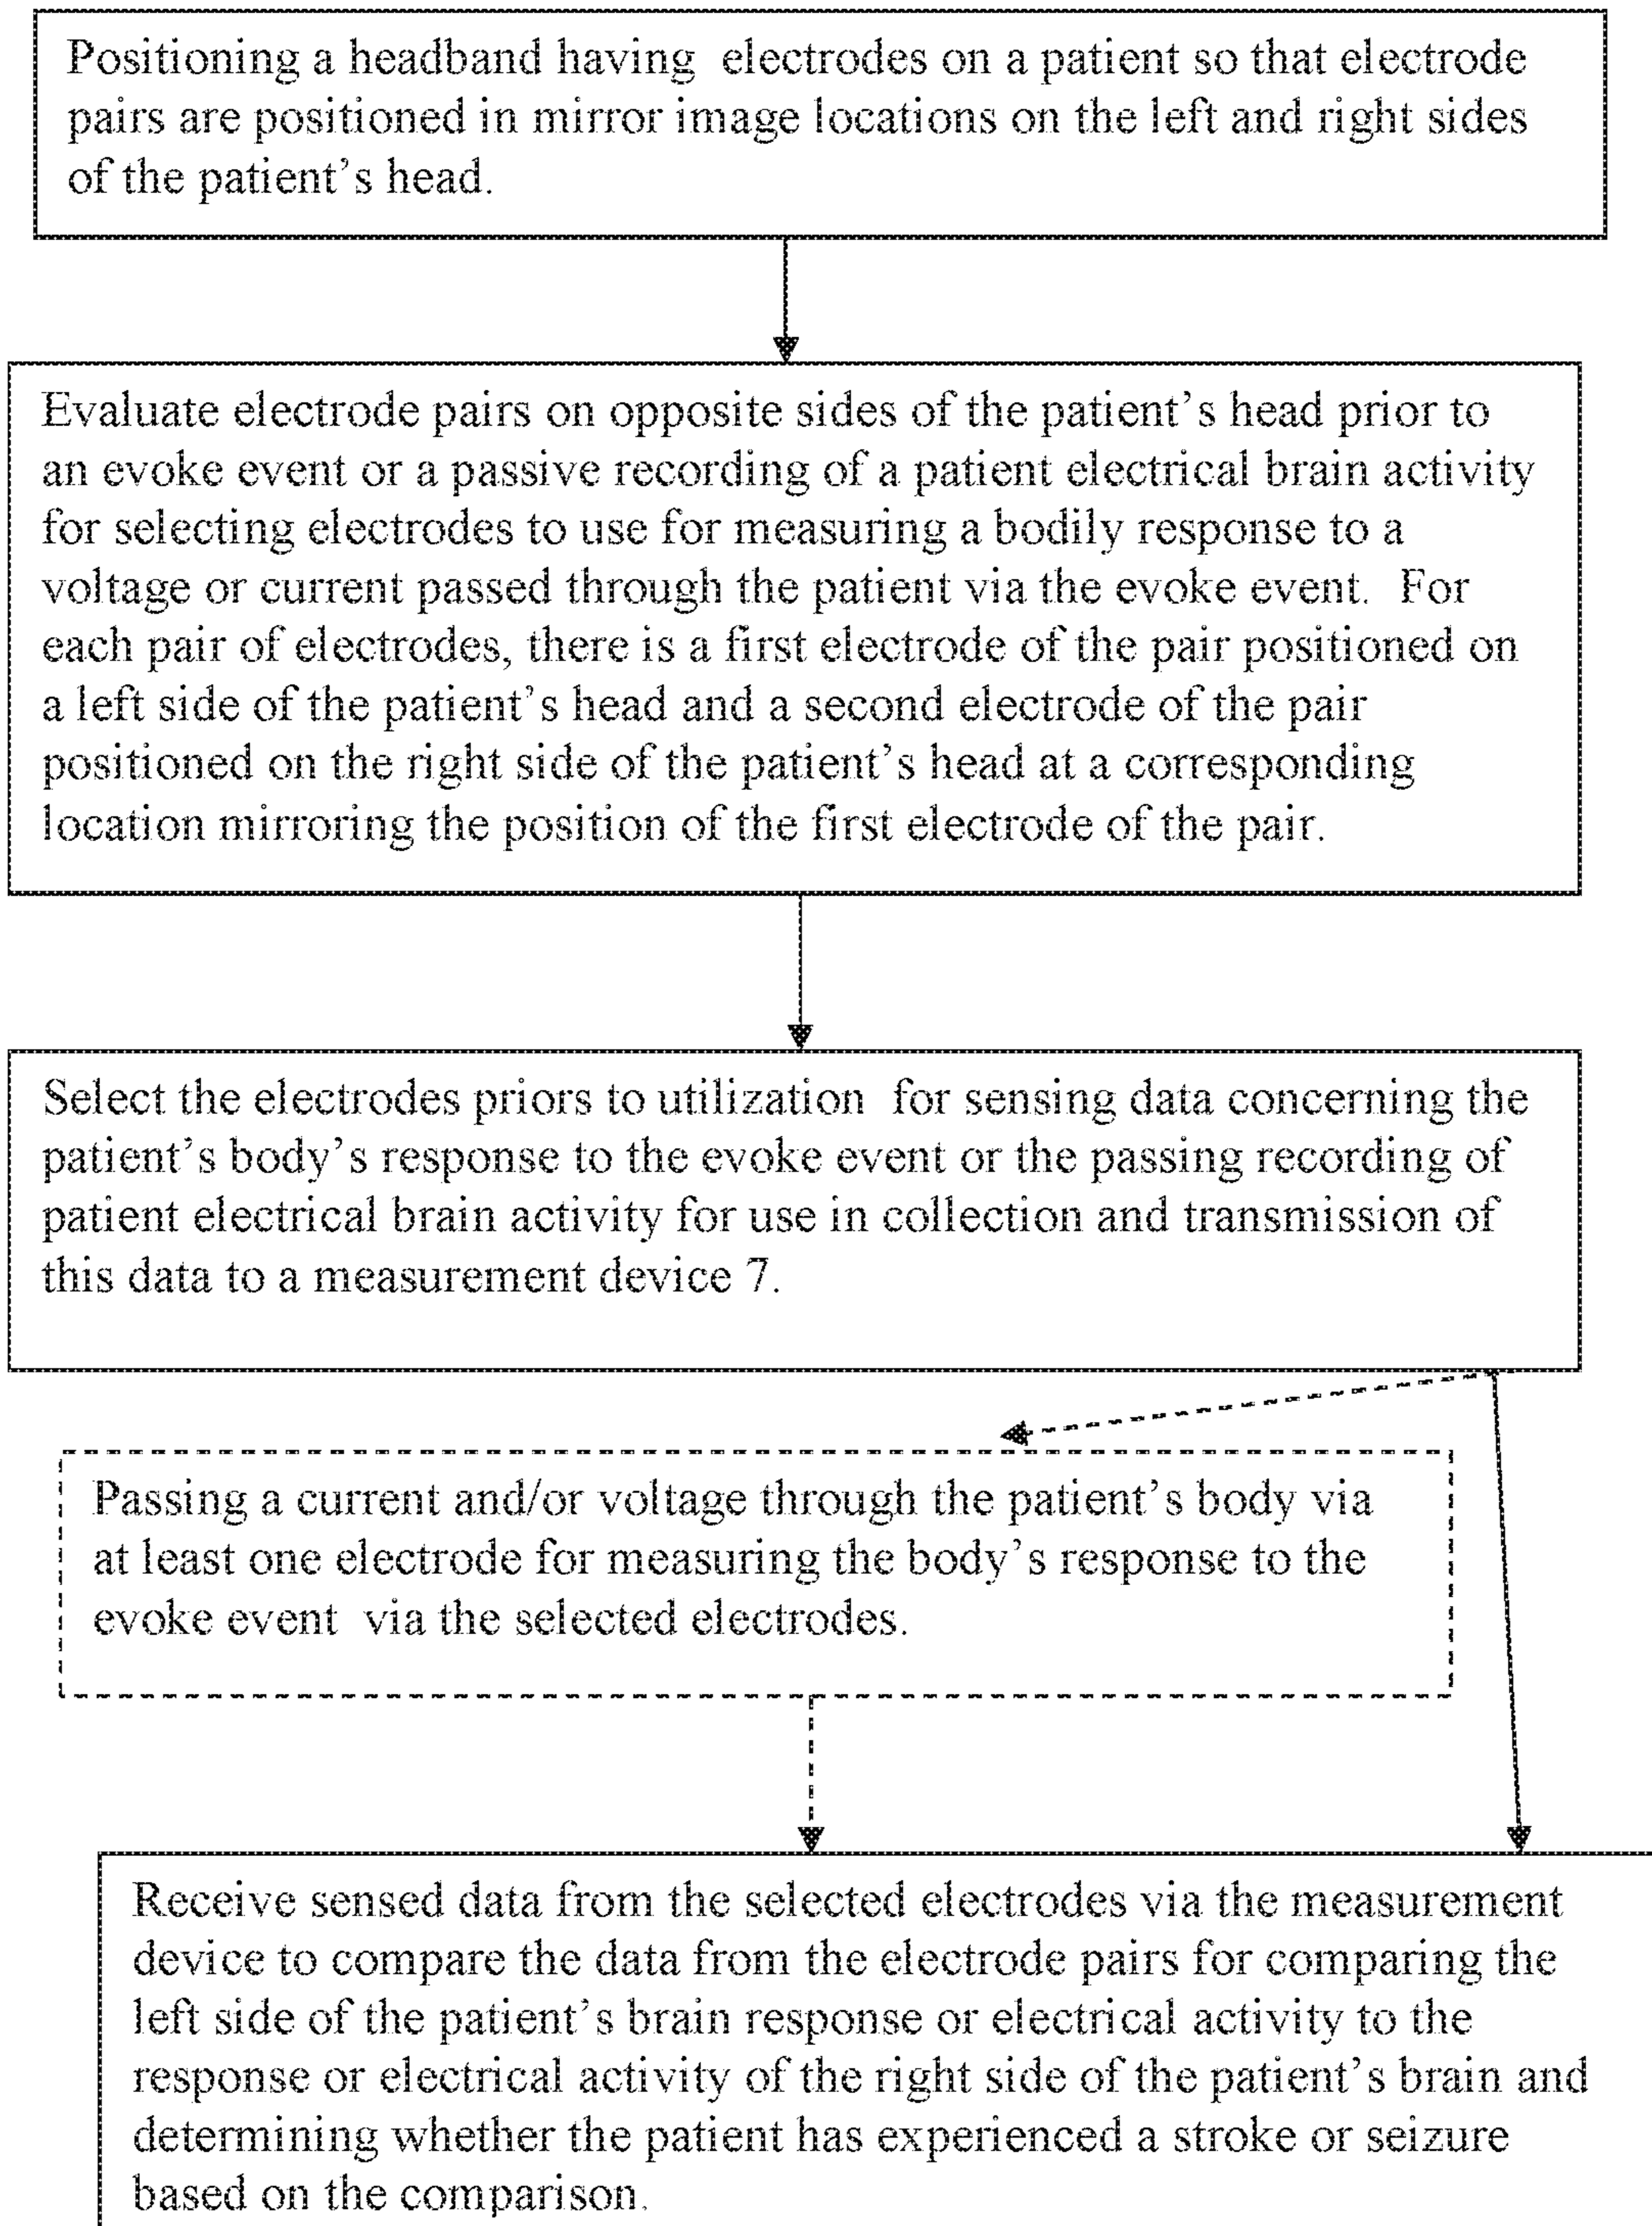 Positioning a headband having electrodes on a patient so that electrode
pairs are positioned in mirror image locations on the left and right sides
of the patient's head.
Evaluate electrode pairs on opposite sides of the patient's head prior to
an evoke event or a passive recording of a patient electrical brain activity
for selecting electrodes to use for measuring a bodily response to a
voltage or current passed through the patient via the evoke event. For
each pair of electrodes, there is a first electrode of the pair positioned on
a left side of the patient's head and a second electrode of the pair
positioned on the right side of the patient's head at a corresponding
location mirroring the position of the first electrode of the pair.
Select the electrodes priors to utilization for sensing data concerning the
patient's body's response to the evoke event or the passing recording of
patient electrical brain activity for use in collection and transmission of
this data to a measurement device 7.
Passing a current and/or voltage through the patient's body via
at least one electrode for measuring the body's response to the
evoke event via the selected electrodes.
Receive sensed data from the selected electrodes via the measurement
device to compare the data from the electrode pairs for comparing the
left side of the patient's brain response or electrical activity to the
response or electrical activity of the right side of the patient's brain and
determining whether the patient has experienced a stroke or seizure
based on the comparison.